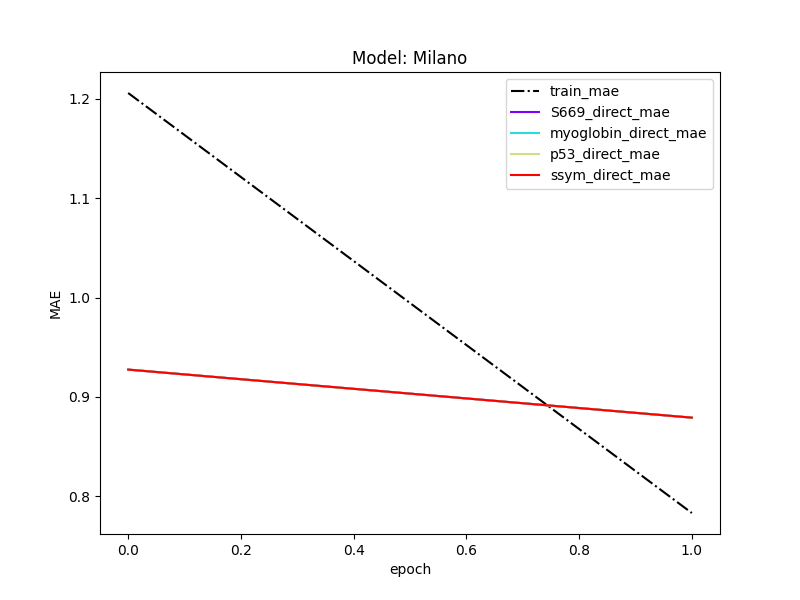 Model: Milano
1.2
1.1
1.0
0.9
0.8
MAE
train_mae
S669_direct_mae
myoglobin_direct_mae
p53_direct_mae
ssym_direct_mae
0.0
0.2
0.4
0.6
0.8
1.0
epoch